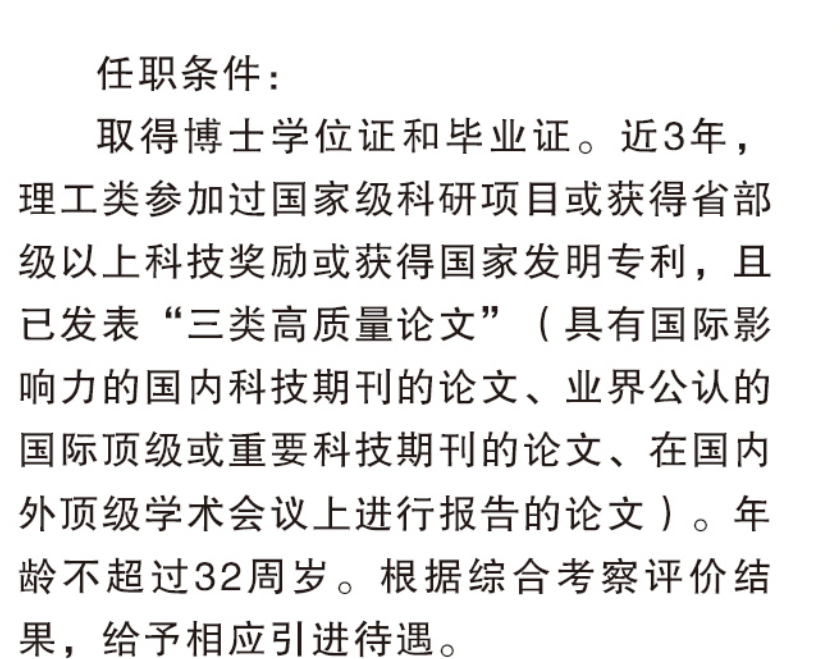 任职条件：
取得博士学位证和毕业证。近3年，
理工类参加过国家级科研项目或获得省部
级以上科技奖励或获得国家发明专利，且
已发表“三类高质量论文”（具有国际影
响力的国内科技期刊的论文、业界公认的
国际顶级或重要科技期刊的论文、在国内
外顶级学术会议上进行报告的论文）。年
龄不超过32周岁。根据综合考察评价结
果，给予相应引进待遇。